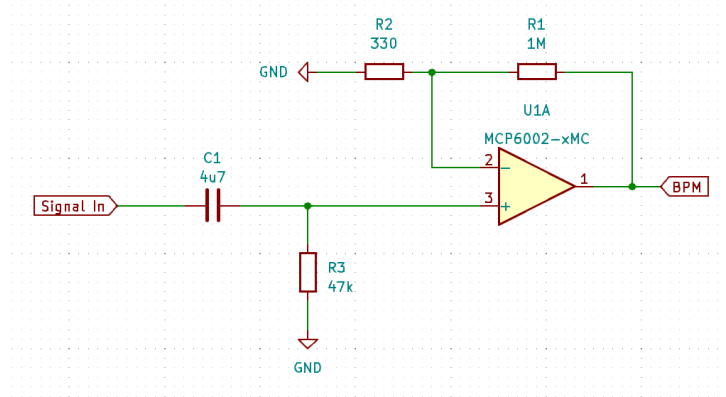 R2
330
R1
1M
GND
U1A
MCP6002-xMC
2
-
1
BPM
3
+
C1
4u7
Signal In
R3
47k
GND